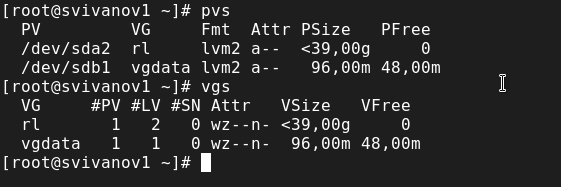 [root@svivanov1 ~]# pvs
  PV         VG     Fmt  Attr PSize   PFree
  /dev/sda2  rl     lvm2 a--  <39,00g     0
  /dev/sdb1  vgdata lvm2 a--   96,00m 48,00m
[root@svivanov1 ~]# vgs
  VG     #PV #LV #SN Attr   VSize   VFree
  rl       1   2   0 wz--n- <39,00g     0
  vgdata   1   1   0 wz--n-  96,00m 48,00m
[root@svivanov1 ~]#